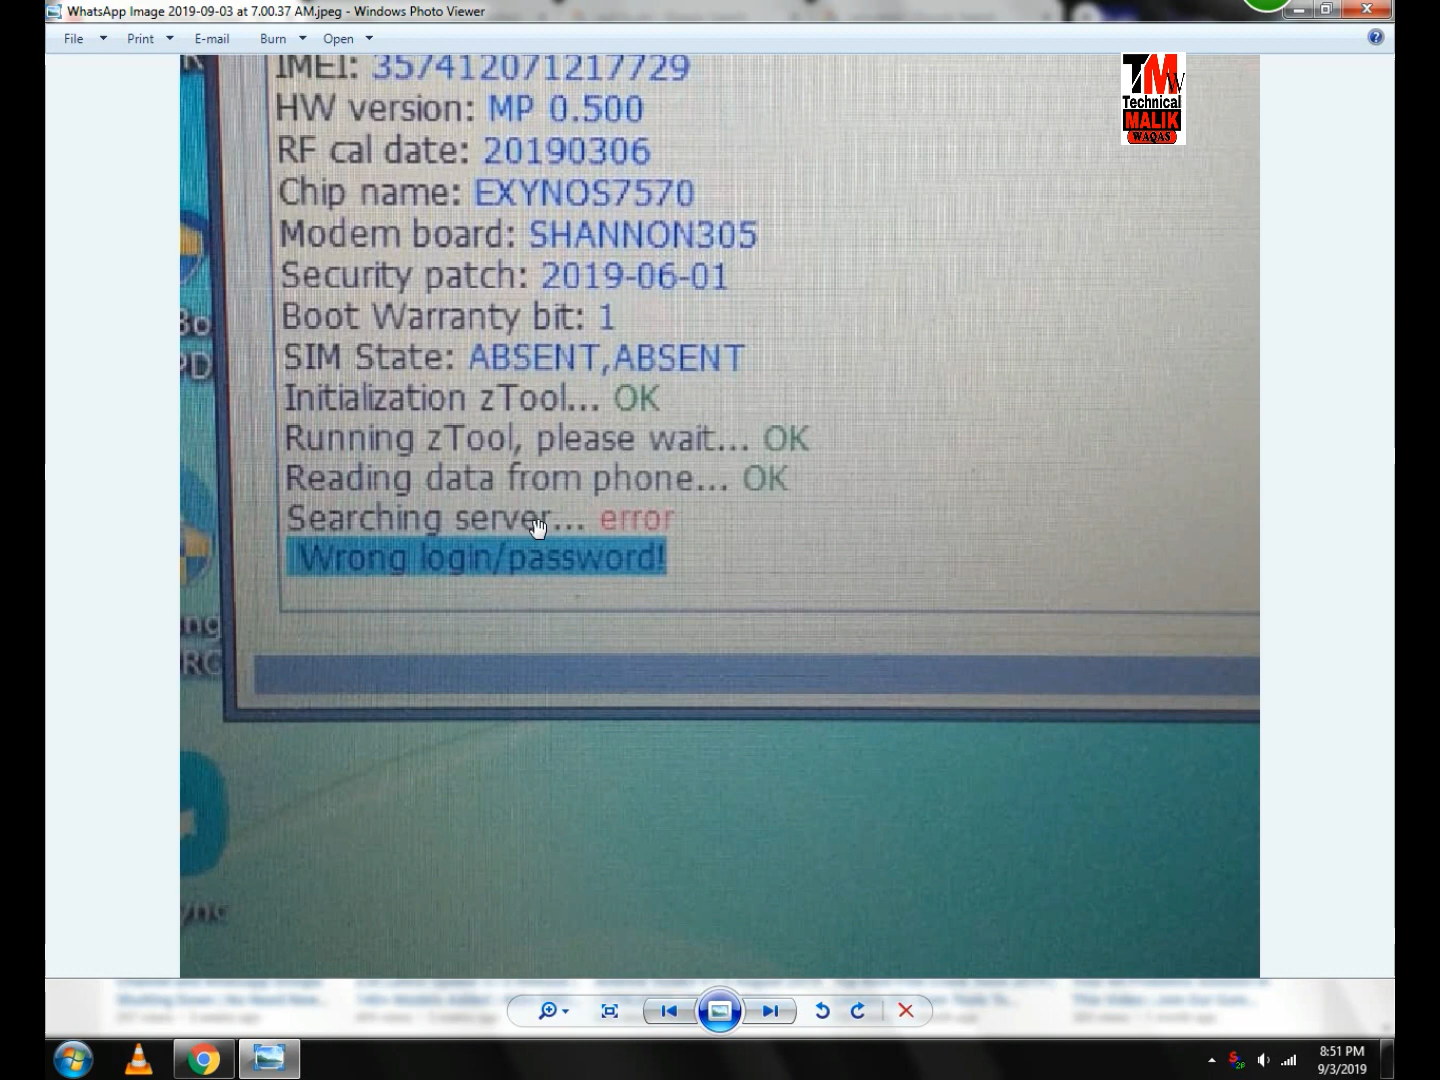 WhatsApp Image 2019-09-03 at 7.00.37 AM.jpeg - Windows Photo Viewer
File Print E-mail Burn Open
IMEI: 357412071217729
HW version: MP 0.500
RF cal date: 20190306
Chip name: EXYNOS7570
Modem board: SHANNON305
Security patch: 2019-06-01
Boot Warranty bit: 1
SIM State: ABSENT,ABSENT
Initialization zTool... OK
Running zTool, please wait... OK
Reading data from phone... OK
Searching server... error
Wrong login/password!
TMW
Technical
MALIK
WAQAS
8:51 PM
9/3/2019